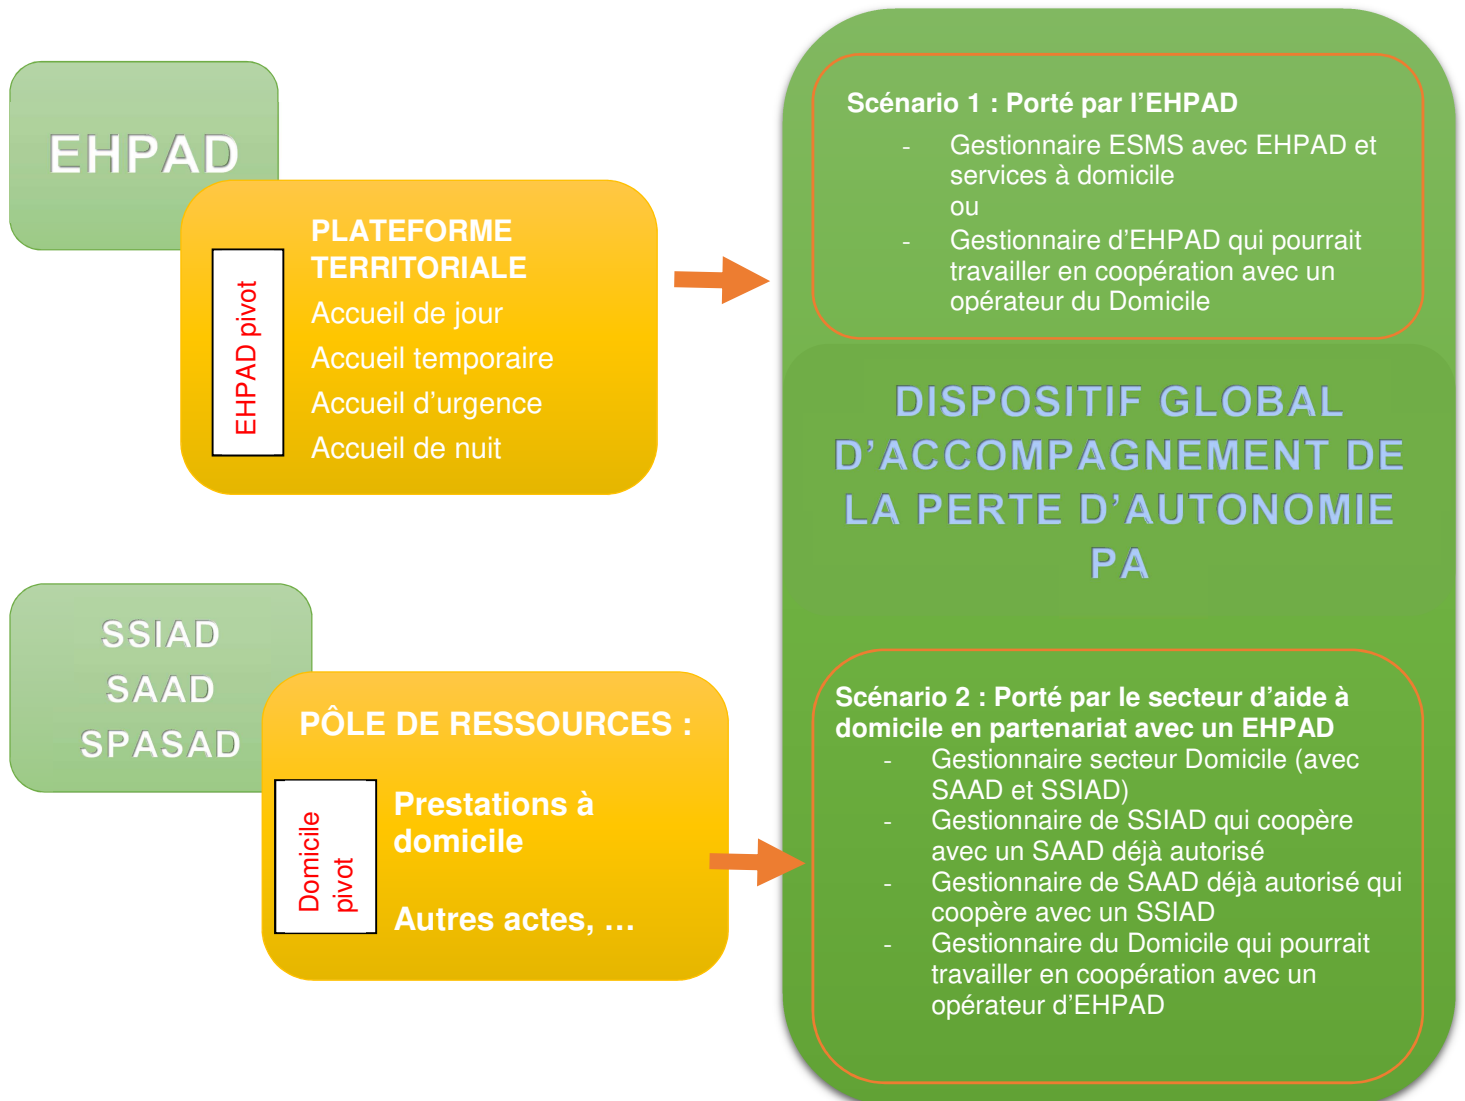 EHPAD
EHPAD pivot
PLATEFORME
TERRITORIALE
Accueil de jour
Accueil temporaire
Accueil d’urgence
Accueil de nuit
SSIAD
SAAD
SPASAD
Domicile
pivot
PÔLE DE RESSOURCES :
Prestations à
domicile
Autres actes, …
Scénario 1 : Porté par l’EHPAD
- Gestionnaire ESMS avec EHPAD et
services à domicile
ou
- Gestionnaire d’EHPAD qui pourrait
travailler en coopération avec un
opérateur du Domicile
DISPOSITIF GLOBAL
D’ACCOMPAGNEMENT DE
LA PERTE D’AUTONOMIE
PA
Scénario 2 : Porté par le secteur d’aide à
domicile en partenariat avec un EHPAD
- Gestionnaire secteur Domicile (avec
SAAD et SSIAD)
- Gestionnaire de SSIAD qui coopère
avec un SAAD déjà autorisé
- Gestionnaire de SAAD déjà autorisé qui
coopère avec un SSIAD
- Gestionnaire du Domicile qui pourrait
travailler en coopération avec un
opérateur d’EHPAD